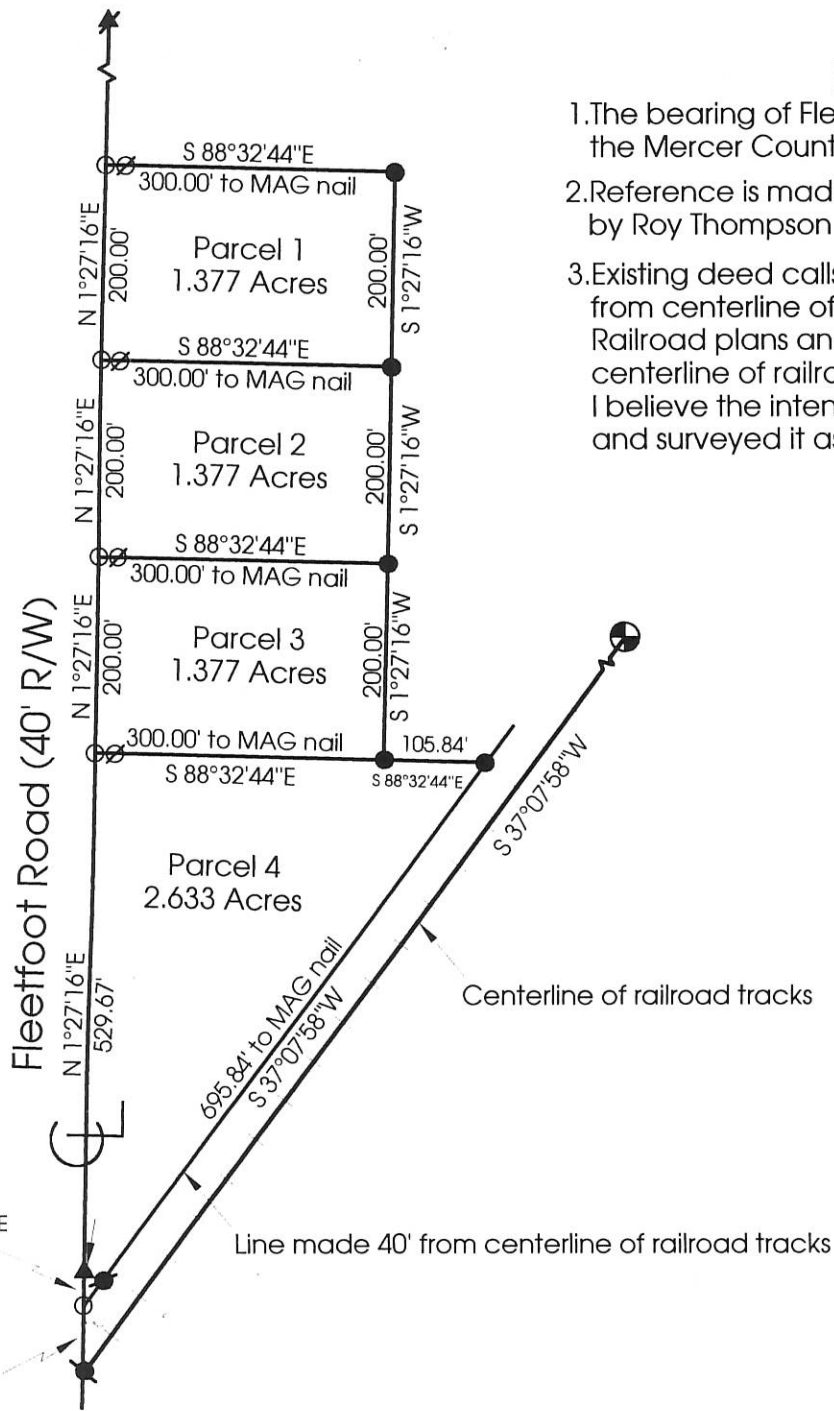 1.The bearing of Fle
the Mercer Count
2.Reference is mad
by Roy Thompson
3.Existing deed calls
from centerline of
Railroad plans an
centerline of railro
I believe the inten
and surveyed it as
S 88°32'44"E
300.00' to MAG nail
N 1°27'16"E
200.00'
Parcel 1
1.377 Acres
200.00'
S 1°27'16"W
S 88°32'44"E
300.00' to MAG nail
N 1°27'16"E
200.00'
Parcel 2
1.377 Acres
200.00'
S 1°27'16"W
S 88°32'44"E
300.00' to MAG nail
N 1°27'16"E
200.00'
Parcel 3
1.377 Acres
200.00'
S 1°27'16"W
300.00' to MAG nail
S 88°32'44"E
105.84'
S 88°32'44"E
Fleetfoot Road (40' R/W)
Parcel 4
2.633 Acres
N 1°27'16"E
529.67'
695.84' to MAG nail
S 37°07'58"W
S 37°07'58"W
Centerline of railroad tracks
Line made 40' from centerline of railroad tracks